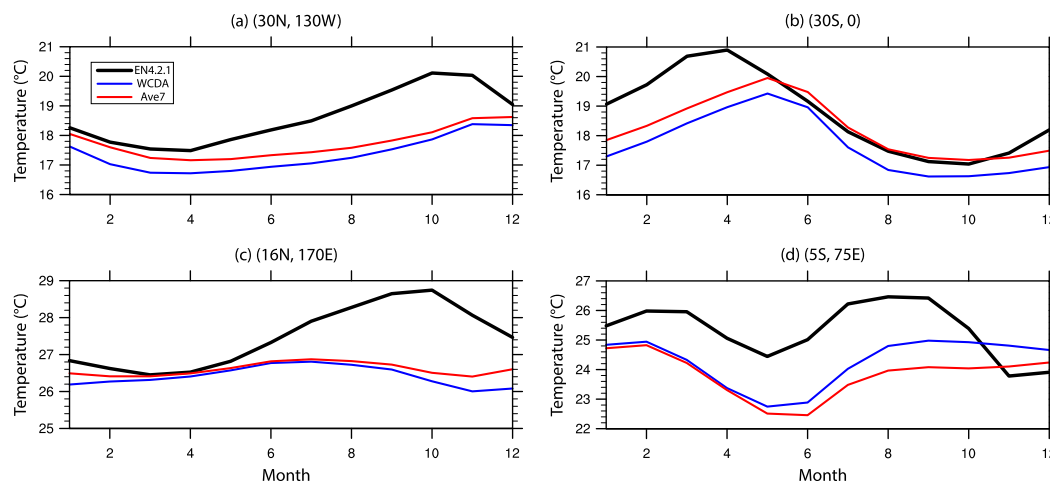 (a) (30N, 130W)
Temperature (°C)
21
20
19
18
17
16
EN4.2.1
WCDA
Ave7
2 4 6 8 10 12
(b) (30S, 0)
Temperature (°C)
21
20
19
18
17
16
2 4 6 8 10 12
(c) (16N, 170E)
Temperature (°C)
29
28
27
26
25
2 4 6 8 10 12
Month
(d) (5S, 75E)
Temperature (°C)
27
26
25
24
23
22
2 4 6 8 10 12
Month